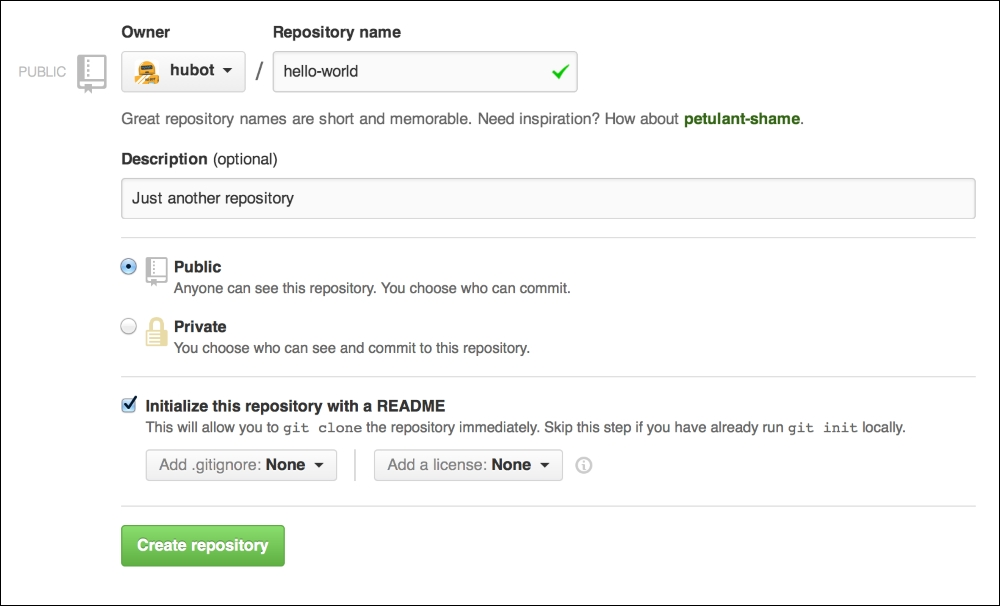 Owner Repository name
PUBLIC hubot / hello-world
Great repository names are short and memorable. Need inspiration? How about petulant-shame.
Description (optional)
Just another repository
Public
Anyone can see this repository. You choose who can commit.
Private
You choose who can see and commit to this repository.
Initialize this repository with a README
This will allow you to git clone the repository immediately. Skip this step if you have already run git init locally.
Add .gitignore: None Add a license: None
Create repository